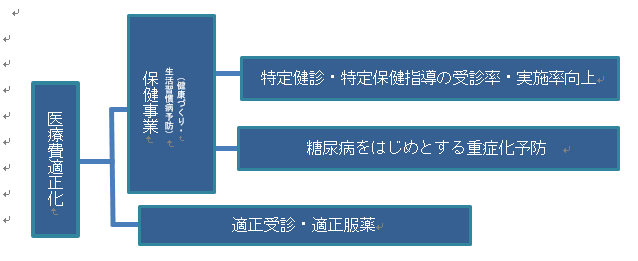 医療費適正化
保健事業
（健康づくり・
生活習慣病予防）
特定健診・特定保健指導の受診率・実施率向上
糖尿病をはじめとする重症化予防
適正受診・適正服薬